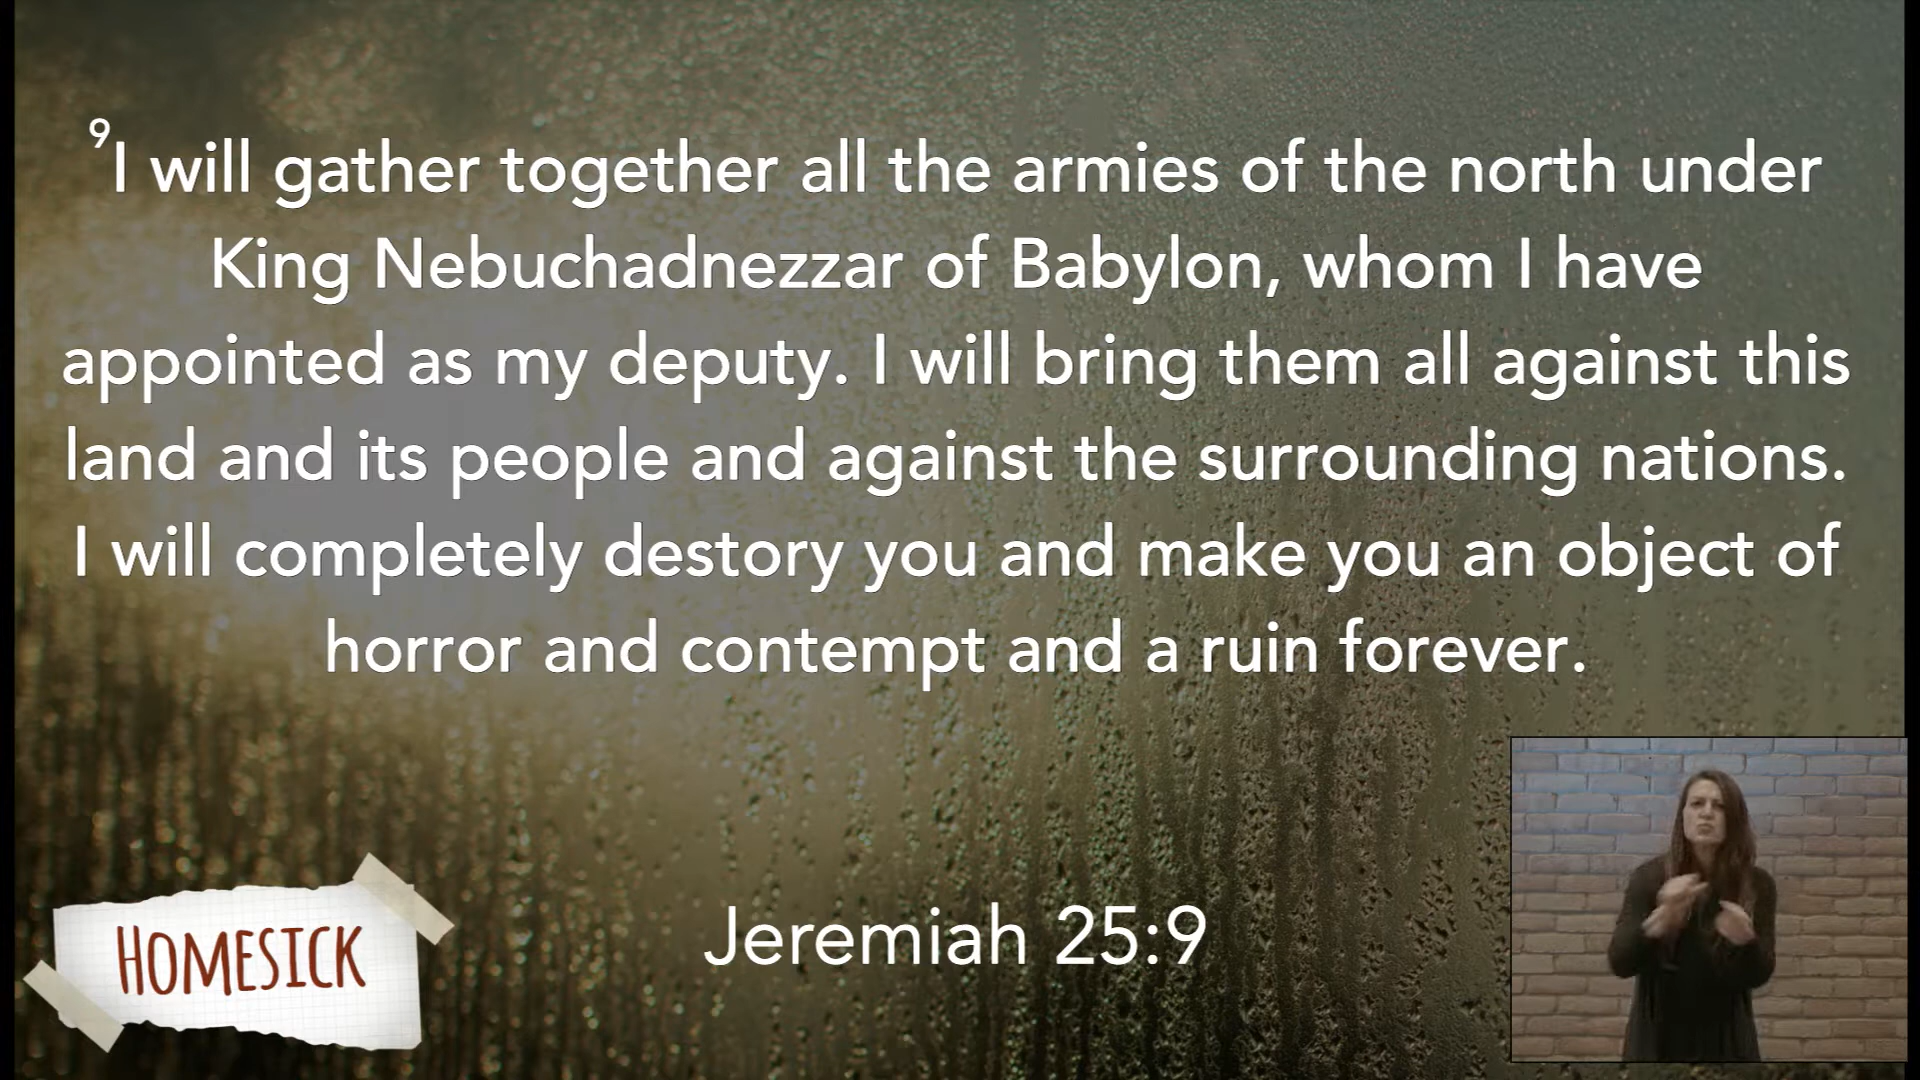 9I will gather together all the armies of the north under
King Nebuchadnezzar of Babylon, whom I have
appointed as my deputy. I will bring them all against this
land and its people and against the surrounding nations.
I will completely destory you and make you an object of
horror and contempt and a ruin forever.
Jeremiah 25:9
HOMESICK